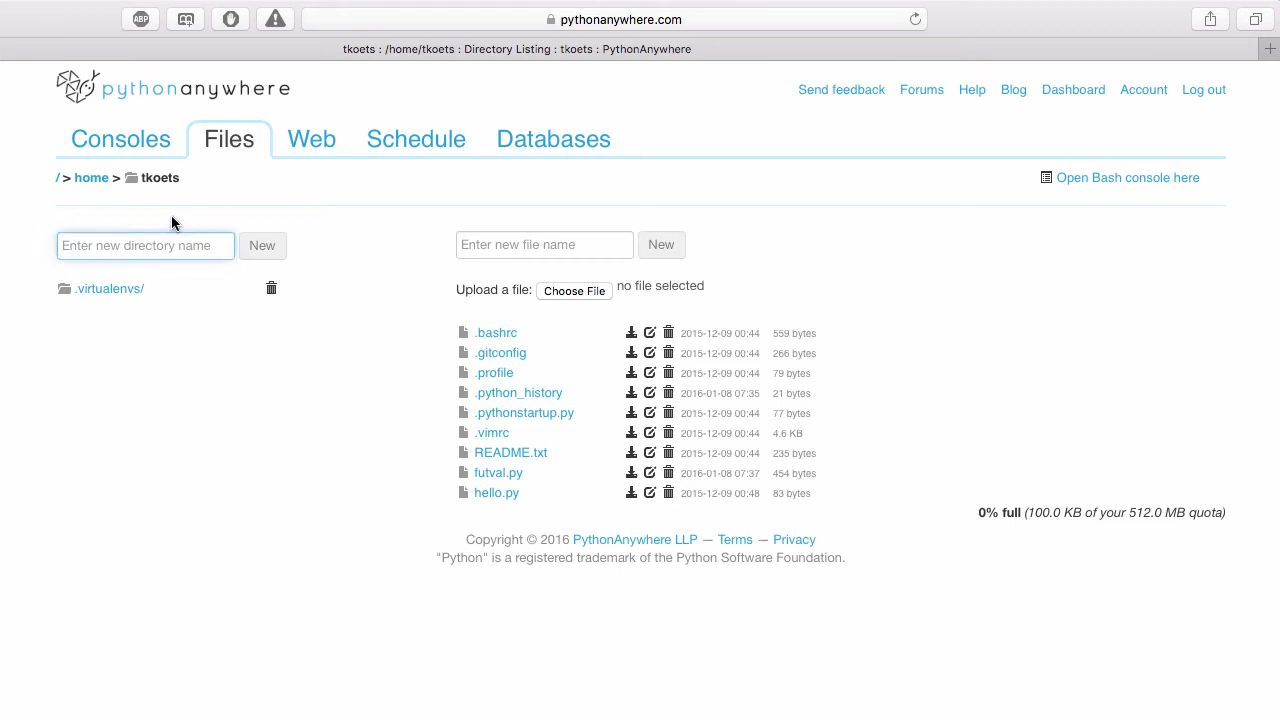 ABP
pythonanywhere.com
tkoets : /home/tkoets : Directory Listing : tkoets : PythonAnywhere
pythonanywhere
Send feedback Forums Help Blog Dashboard Account Log out
Consoles Files Web Schedule Databases
/ > home > tkoets
Open Bash console here
Enter new directory name New
Enter new file name New
.virtualenvs/
Upload a file: Choose File no file selected
.bashrc 2015-12-09 00:44 559 bytes
.gitconfig 2015-12-09 00:44 266 bytes
.profile 2015-12-09 00:44 79 bytes
.python_history 2016-01-08 07:35 21 bytes
.pythonstartup.py 2015-12-09 00:44 77 bytes
.vimrc 2015-12-09 00:44 4.6 KB
README.txt 2015-12-09 00:44 235 bytes
futval.py 2016-01-08 07:37 454 bytes
hello.py 2015-12-09 00:48 83 bytes
0% full (100.0 KB of your 512.0 MB quota)
Copyright © 2016 PythonAnywhere LLP — Terms — Privacy
"Python" is a registered trademark of the Python Software Foundation.